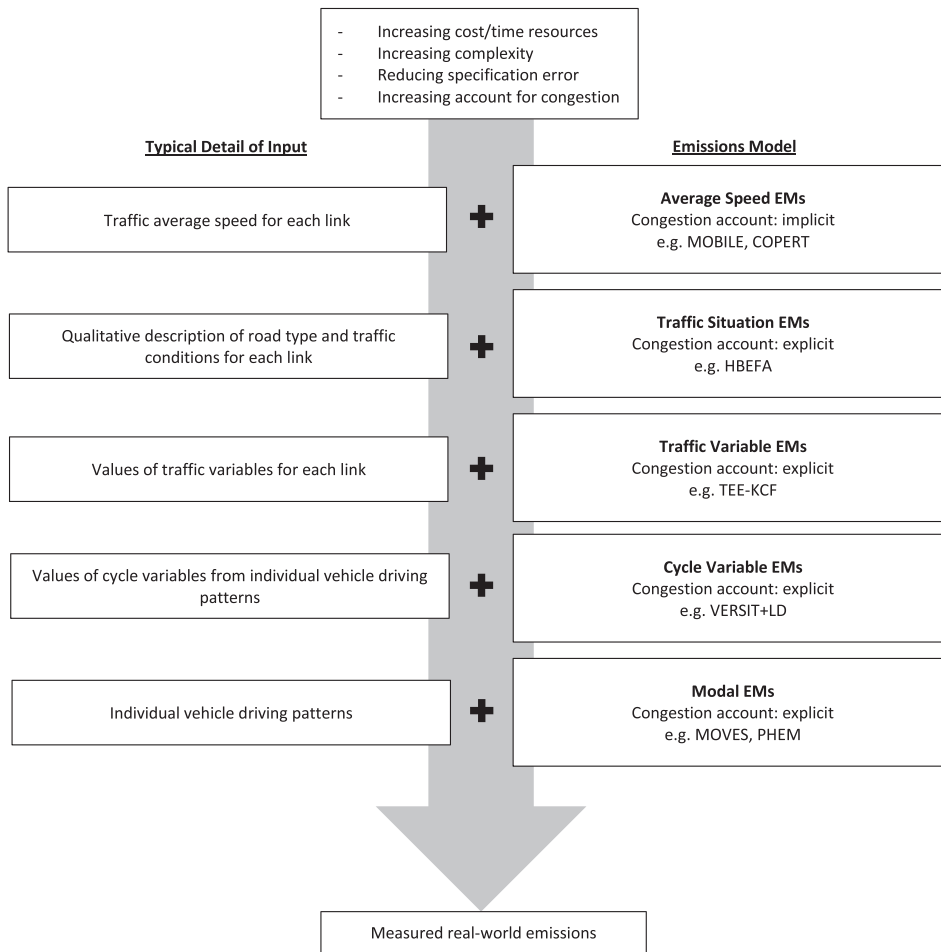 - Increasing cost/time resources
- Increasing complexity
- Reducing specification error
- Increasing account for congestion
Typical Detail of Input
Emissions Model
Traffic average speed for each link
Average Speed EMs
Congestion account: implicit
e.g. MOBILE, COPERT
Qualitative description of road type and traffic
conditions for each link
Traffic Situation EMs
Congestion account: explicit
e.g. HBEFA
Values of traffic variables for each link
Traffic Variable EMs
Congestion account: explicit
e.g. TEE-KCF
Values of cycle variables from individual vehicle driving
patterns
Cycle Variable EMs
Congestion account: explicit
e.g. VERSIT+LD
Individual vehicle driving patterns
Modal EMs
Congestion account: explicit
e.g. MOVES, PHEM
Measured real-world emissions